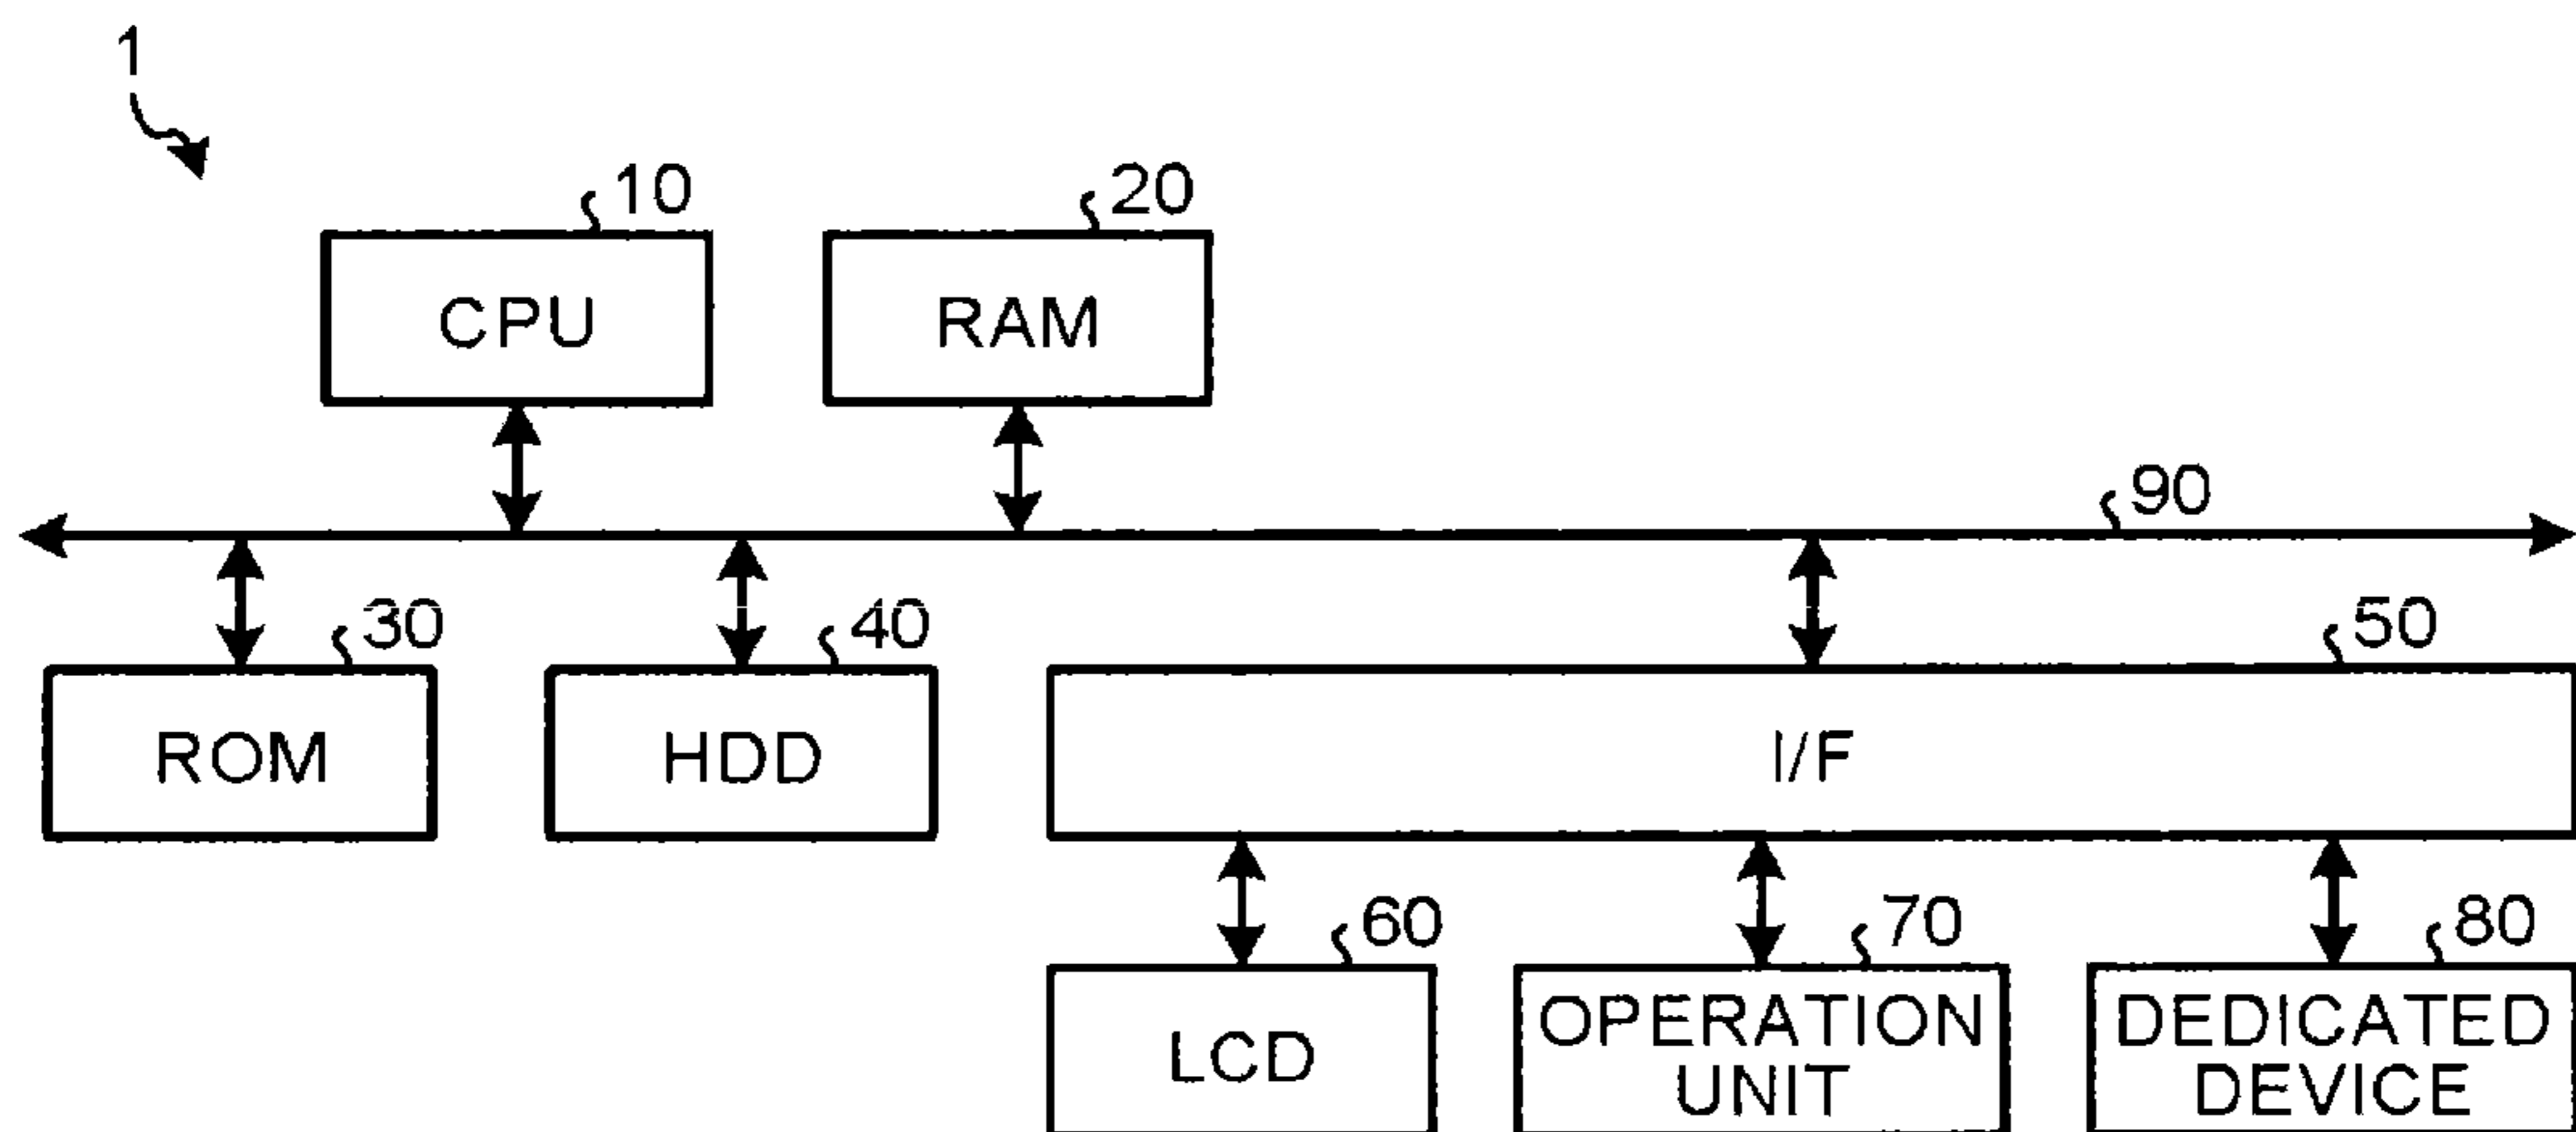 1
10
20
CPU
RAM
90
30
40
50
ROM
HDD
I/F
60
70
80
LCD
OPERATION
UNIT
DEDICATED
DEVICE